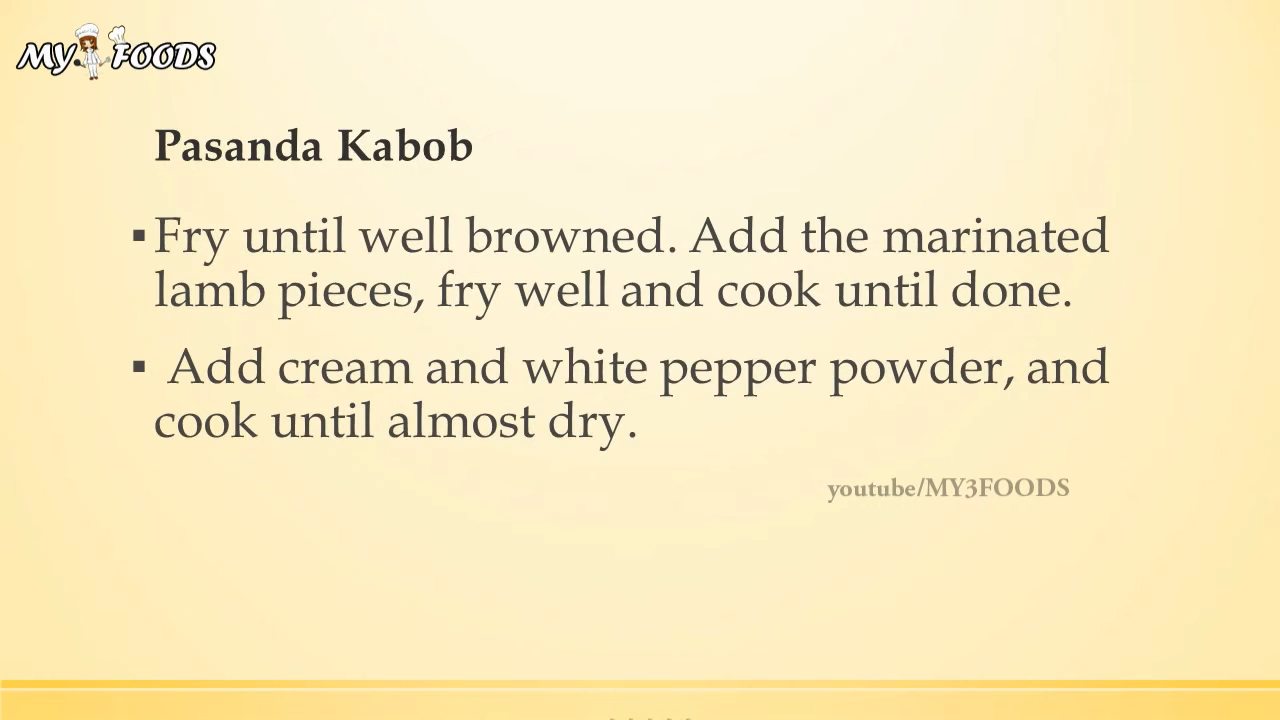 MY FOODS
Pasanda Kabob
▪Fry until well browned. Add the marinated
lamb pieces, fry well and cook until done.
▪ Add cream and white pepper powder, and
cook until almost dry.
youtube/MY3FOODS